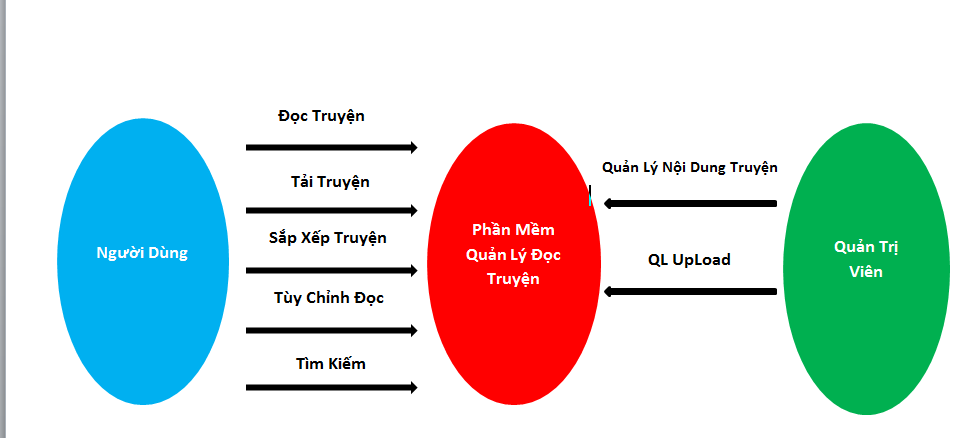 Đọc Truyện
Tải Truyện
Sắp Xếp Truyện
Tùy Chỉnh Đọc
Tìm Kiếm
Người Dùng
Phần Mềm
Quản Lý Đọc
Truyện
Quản Lý Nội Dung Truyện
QL UpLoad
Quản Trị
Viên